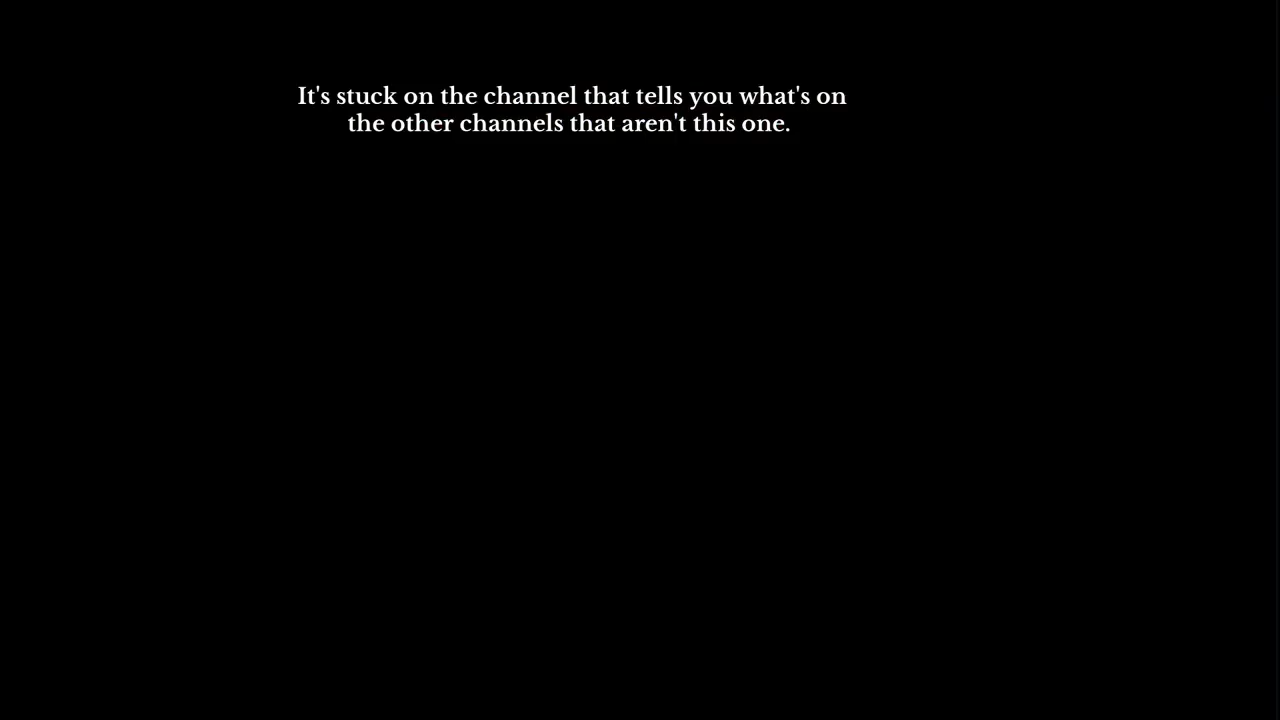 It's stuck on the channel that tells you what's on
the other channels that aren't this one.